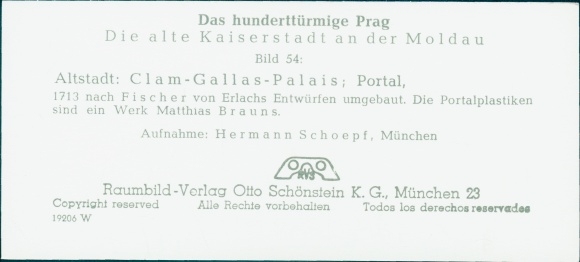 Das hunderttürmige Prag
Die alte Kaiserstadt an der Moldau
Bild 54:
Altstadt: Clam-Gallas-Palais; Portal,
1713 nach Fischer von Erlachs Entwürfen umgebaut. Die Portalplastiken
sind ein Werk Matthias Brauns.
Aufnahme: Hermann Schoepf, München
RVS
Raumbild-Verlag Otto Schönstein K. G., München 23
Copyright reserved Alle Rechte vorbehalten Todos los derechos reservados
19206 W